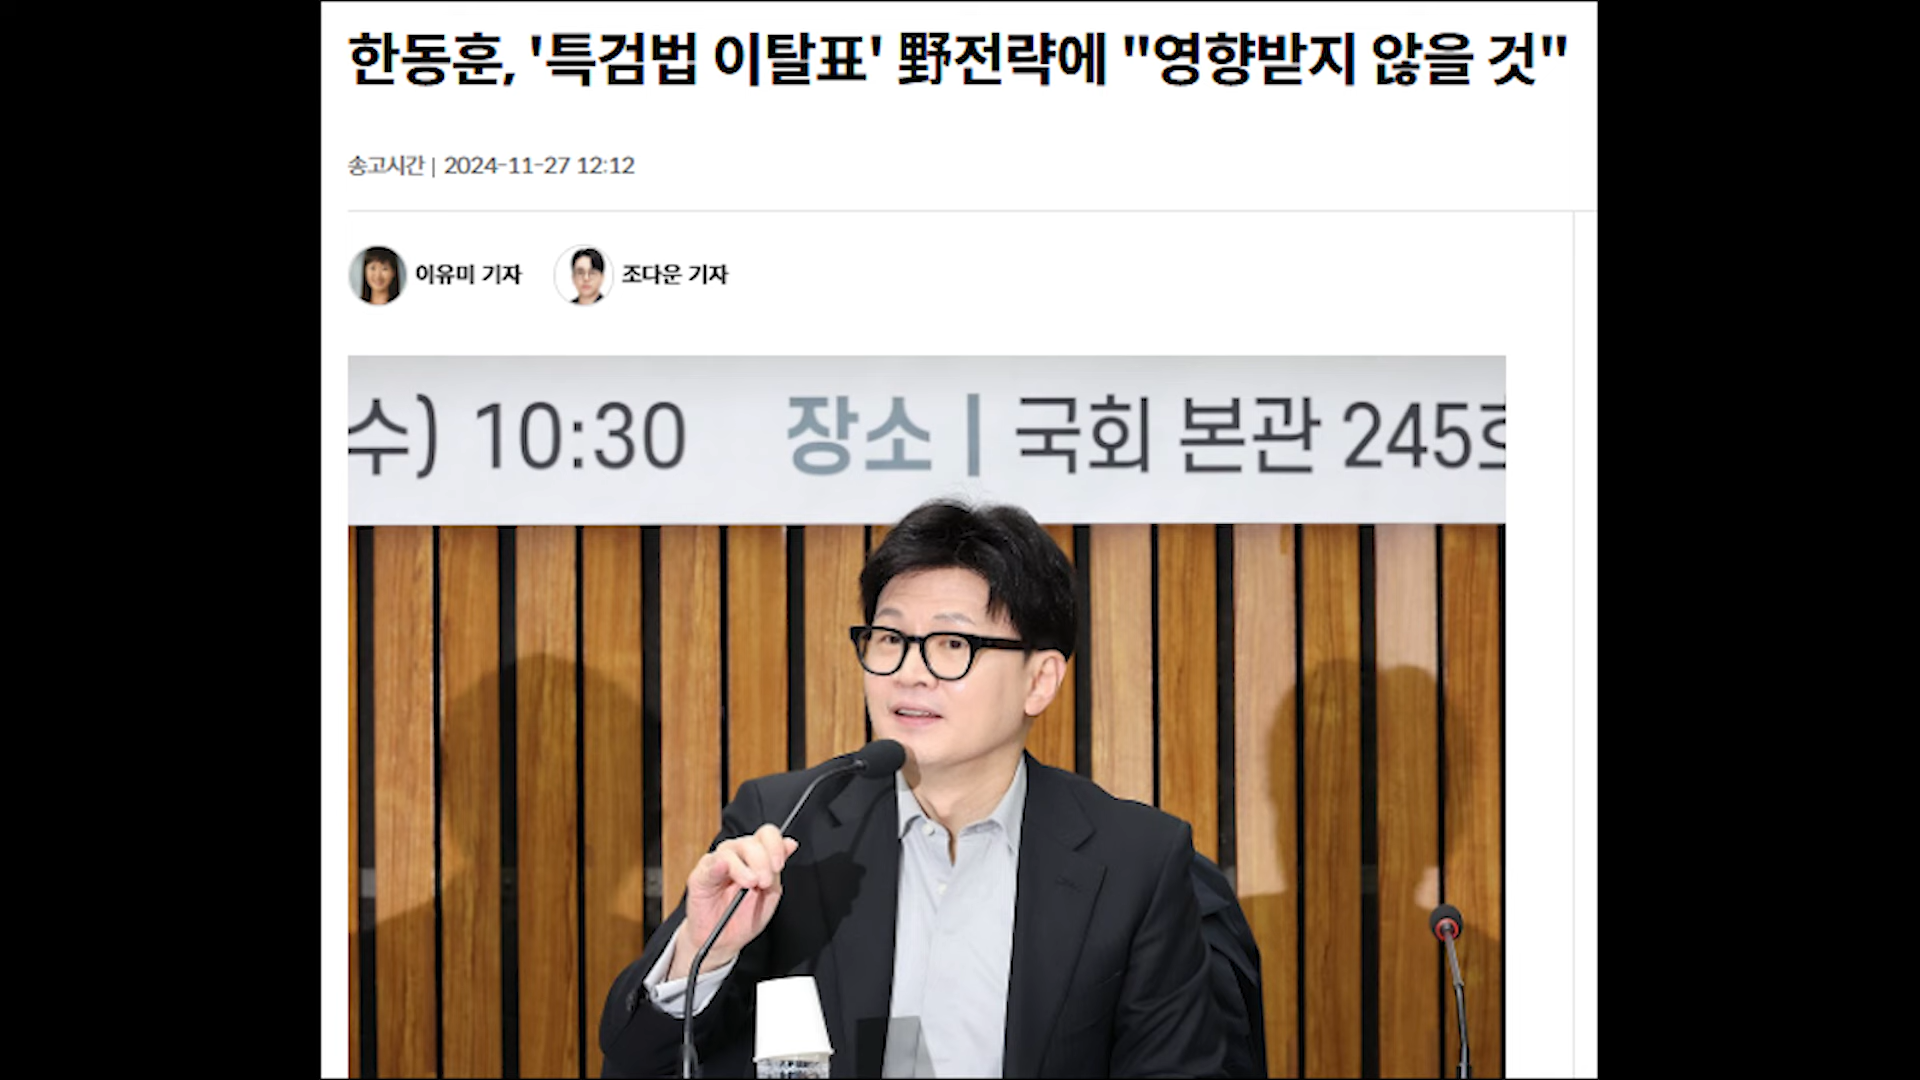 한동훈, '특검법 이탈표' 野전략에 "영향받지 않을 것"
송고시간 | 2024-11-27 12:12
이유미 기자 조다운 기자
수) 10:30 장소 | 국회 본관 245호